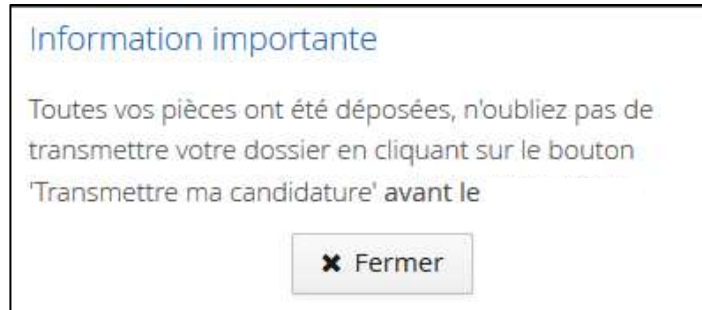 Information importante
Toutes vos pièces ont été déposées, n'oubliez pas de
transmettre votre dossier en cliquant sur le bouton
'Transmettre ma candidature' avant le
✖ Fermer